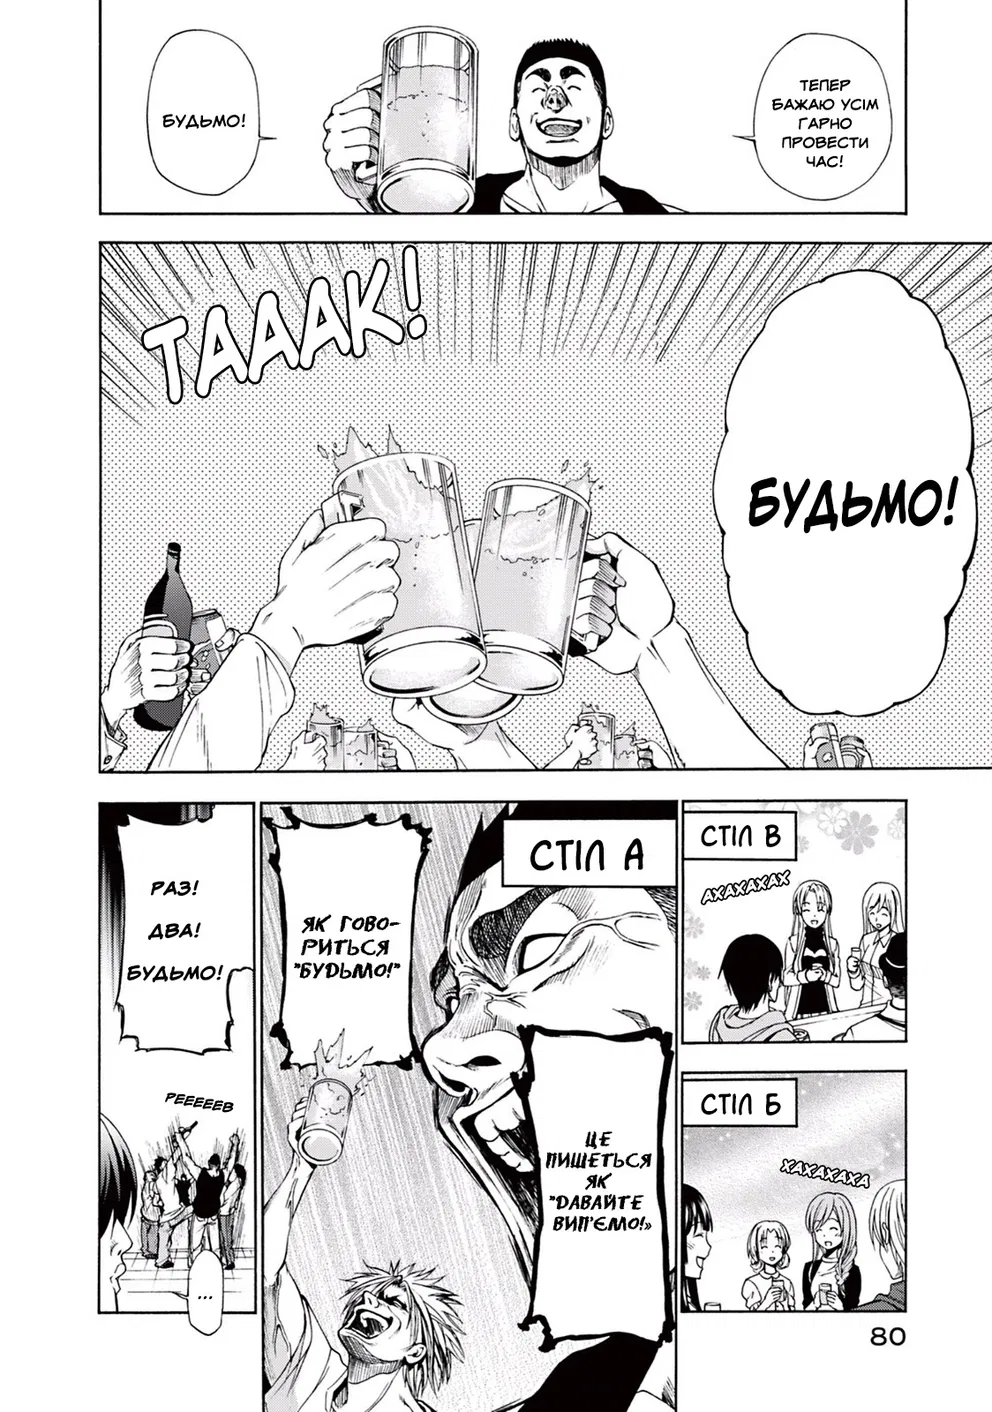 ТЕПЕР
БАЖАЮ УСІМ
ГАРНО
ПРОВЕСТИ
ЧАС!
БУДЬМО!
БУДЬМО!
ТАААК!
СТІЛ В
АХАХАХАХ
СТІЛ Б
ХАХАХАХА
СТІЛ А
ЦЕ
ПИШЕТЬСЯ
ЯК
"ДАВАЙТЕ
ВИП'ЄМО!»
ЯК ГОВО-
РИТЬСЯ
"БУДЬМО!"
РАЗ!
ДВА!
БУДЬМО!
РЕЕЕЕЕВ
...
80